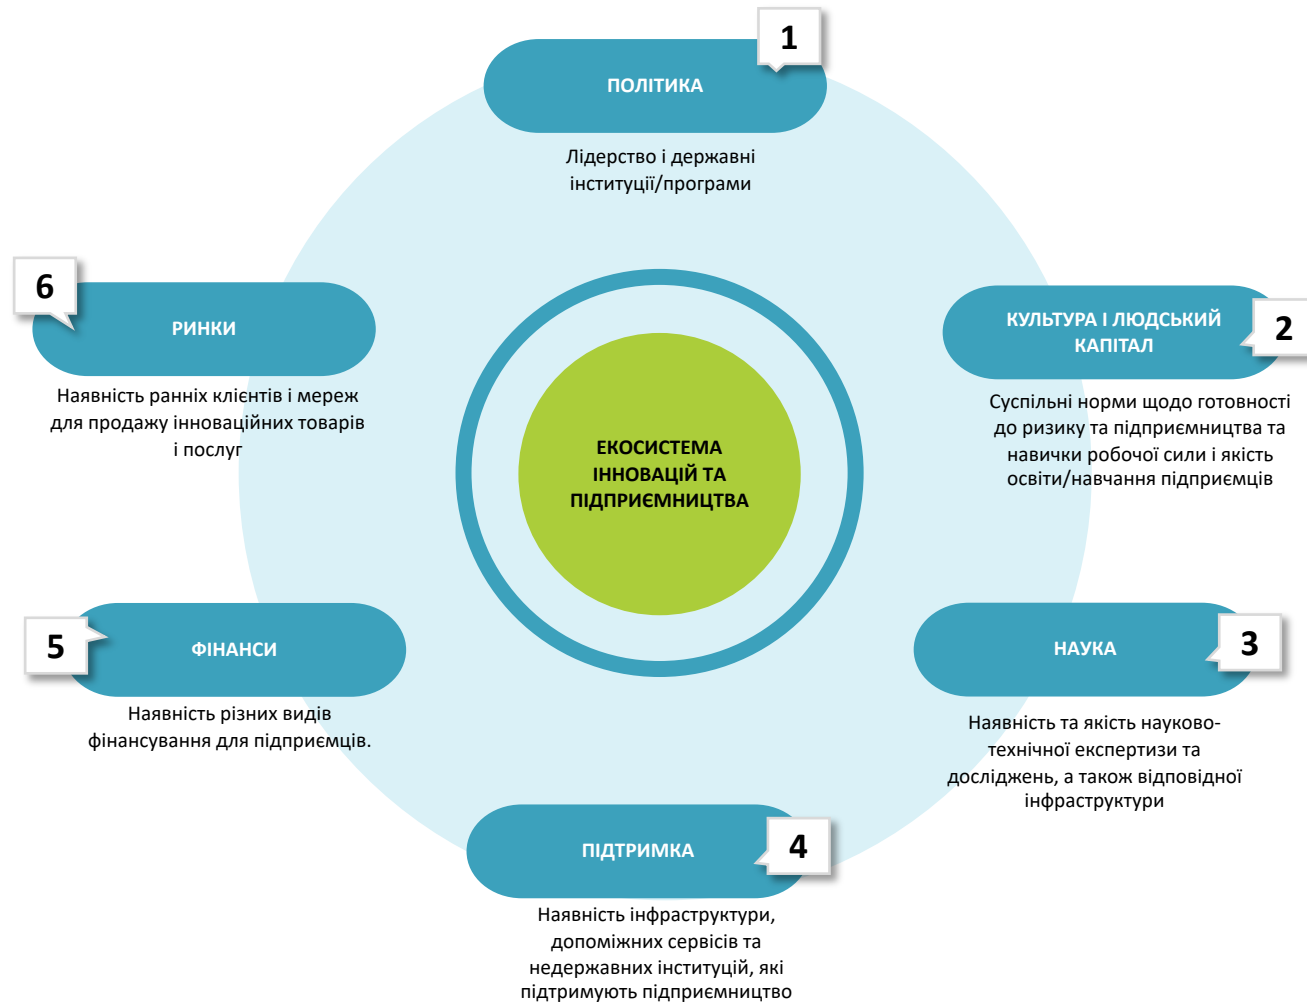 1
ПОЛІТИКА
Лідерство і державні
інституції/програми
2
КУЛЬТУРА І ЛЮДСЬКИЙ
КАПІТАЛ
Суспільні норми щодо готовності
до ризику та підприємництва та
навички робочої сили і якість
освіти/навчання підприємців
3
НАУКА
Наявність та якість науково-
технічної експертизи та
досліджень, а також відповідної
інфраструктури
4
ПІДТРИМКА
Наявність інфраструктури,
допоміжних сервісів та
недержавних інституцій, які
підтримують підприємництво
5
ФІНАНСИ
Наявність різних видів
фінансування для підприємців.
6
РИНКИ
Наявність ранніх клієнтів і мереж
для продажу інноваційних товарів
і послуг
ЕКОСИСТЕМА
ІННОВАЦІЙ ТА
ПІДПРИЄМНИЦТВА